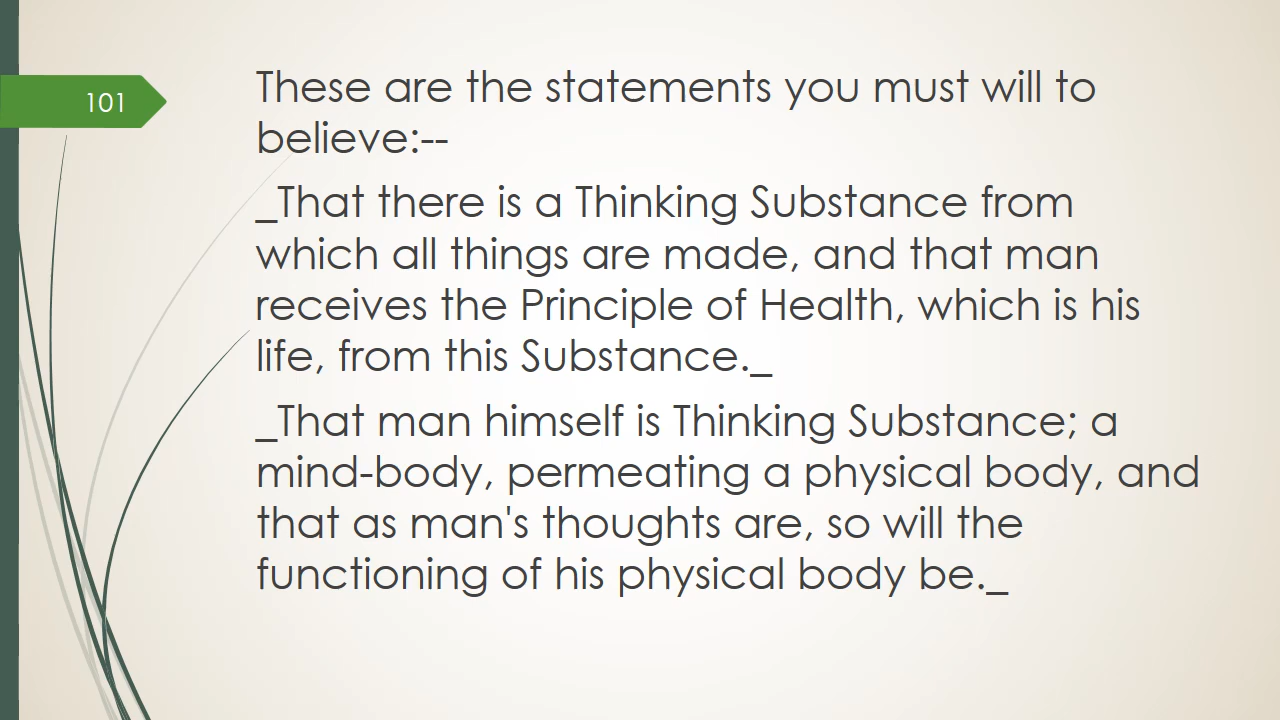 101
These are the statements you must will to
believe:--
_That there is a Thinking Substance from
which all things are made, and that man
receives the Principle of Health, which is his
life, from this Substance._
_That man himself is Thinking Substance; a
mind-body, permeating a physical body, and
that as man's thoughts are, so will the
functioning of his physical body be._